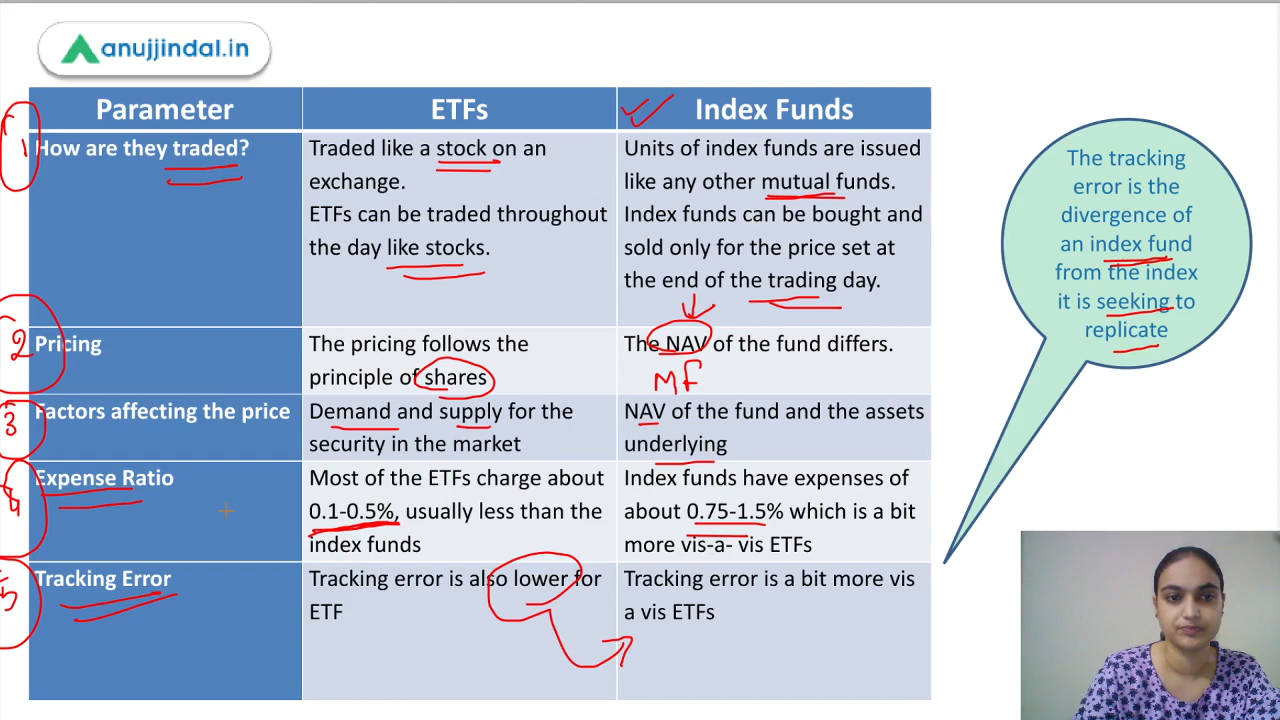 anujjindal.in
Parameter
ETFs
Index Funds
1
How are they traded?
Traded like a stock on an
exchange.
ETFs can be traded throughout
the day like stocks.
Units of index funds are issued
like any other mutual funds.
Index funds can be bought and
sold only for the price set at
the end of the trading day.
2
Pricing
The pricing follows the
principle of shares
The NAV of the fund differs.
MF
3
Factors affecting the price
Demand and supply for the
security in the market
NAV of the fund and the assets
underlying
4
Expense Ratio
Most of the ETFs charge about
0.1-0.5%, usually less than the
index funds
Index funds have expenses of
about 0.75-1.5% which is a bit
more vis-a- vis ETFs
5
Tracking Error
Tracking error is also lower for
ETF
Tracking error is a bit more vis
a vis ETFs
The tracking
error is the
divergence of
an index fund
from the index
it is seeking to
replicate